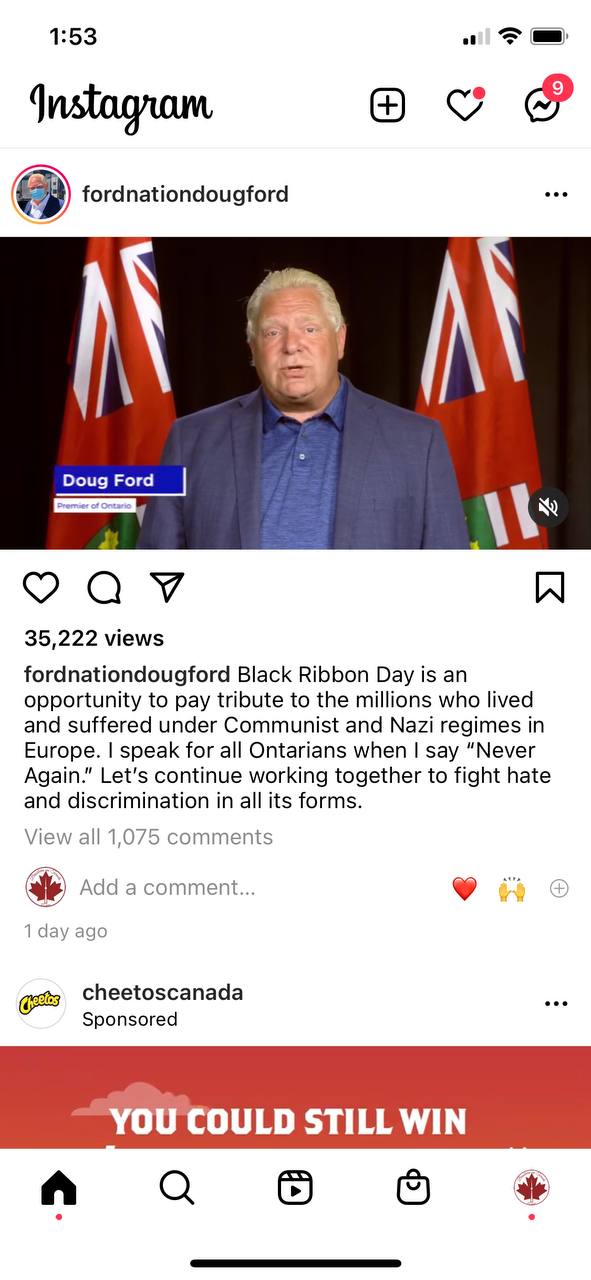 1:53
Instagram
9
fordnationdougford
Doug Ford
Premier of Ontario
35,222 views
fordnationdougford Black Ribbon Day is an
opportunity to pay tribute to the millions who lived
and suffered under Communist and Nazi regimes in
Europe. I speak for all Ontarians when I say “Never
Again.” Let’s continue working together to fight hate
and discrimination in all its forms.
View all 1,075 comments
Add a comment...
1 day ago
Cheetos
cheetoscanada
Sponsored
YOU COULD STILL WIN